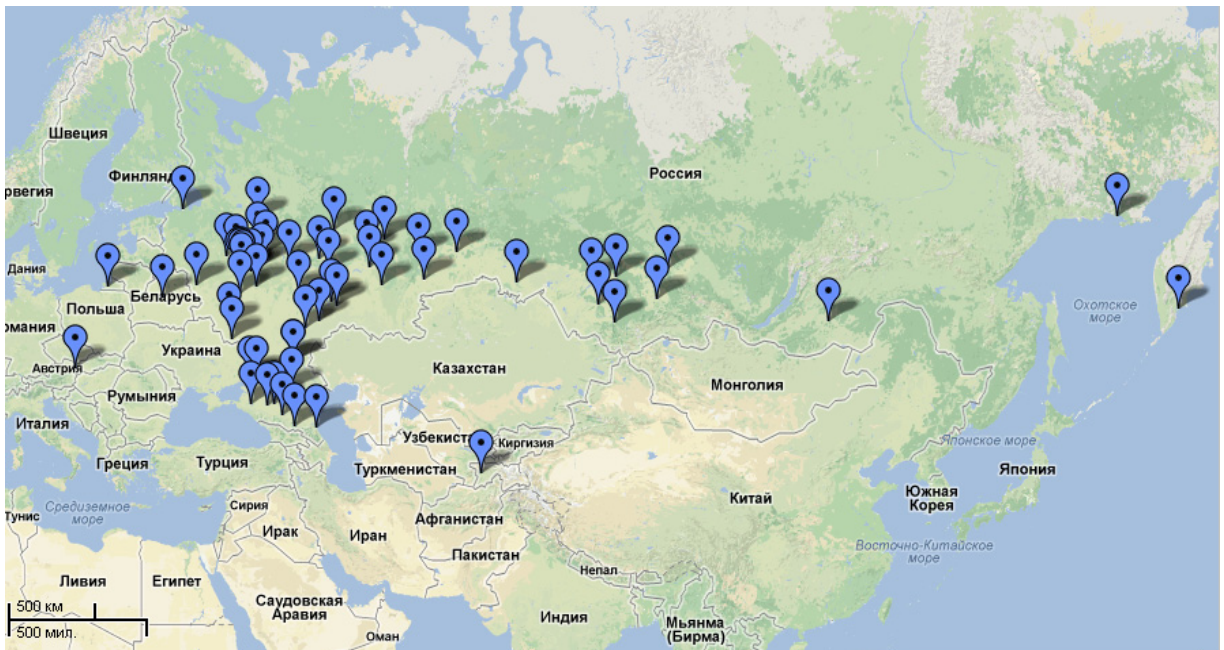 Швеция
Финлянд
рвегия
Россия
Дания
Польша
Беларусь
омания
Украина
Австрия
Румыния
Италия
Греция
Турция
Казахстан
Монголия
Узбекиста
Киргизия
Туркменистан
Охотское
море
Японское море
Япония
Южная
Корея
Китай
Средиземное
море
Тунис
Сирия
Ирак
Иран
Афганистан
Пакистан
Непал
Восточно-Китайское
море
Ливия
Египет
Саудовская
Аравия
Оман
Индия
Мьянма
(Бирма)
500 км
500 мил.